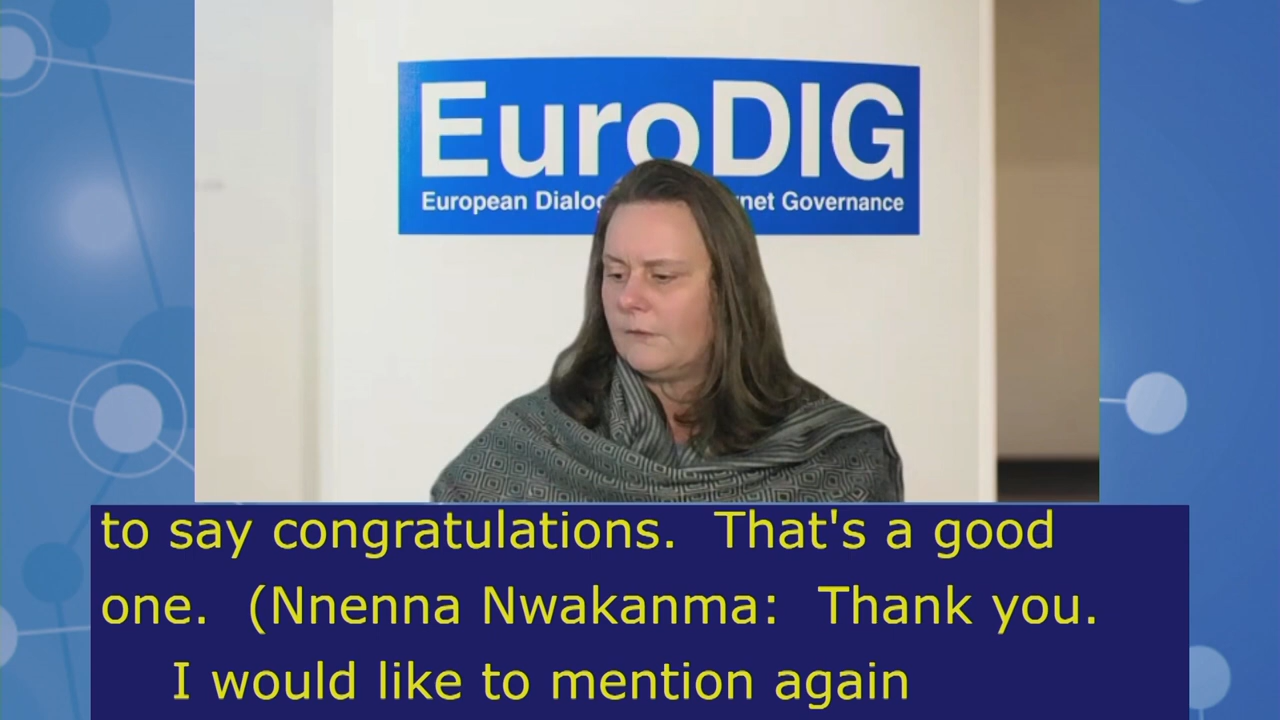 EuroDIG
European Dialog net Governance
to say congratulations.  That's a good
one.  (Nnenna Nwakanma:  Thank you.
I would like to mention again